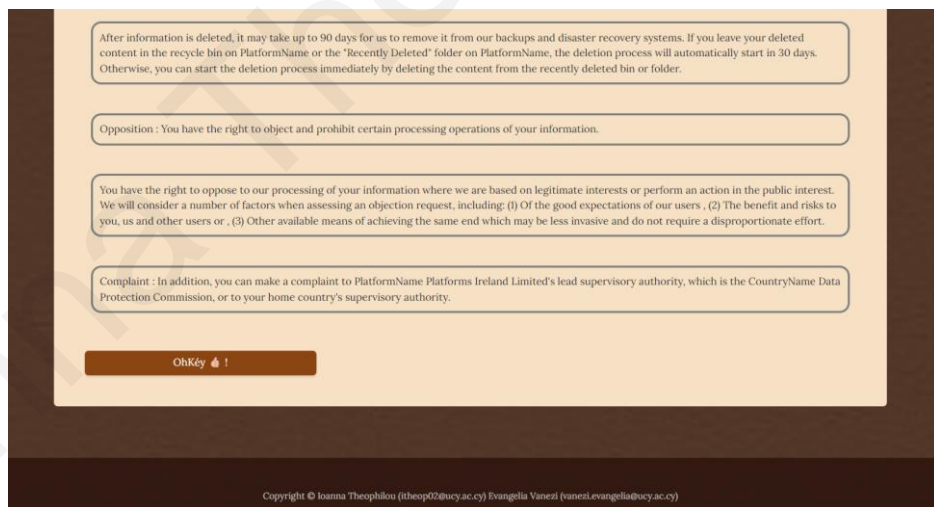 After information is deleted, it may take up to 90 days for us to remove it from our backups and disaster recovery systems. If you leave your deleted
content in the recycle bin on PlatformName or the "Recently Deleted" folder on PlatformName, the deletion process will automatically start in 30 days.
Otherwise, you can start the deletion process immediately by deleting the content from the recently deleted bin or folder.
Opposition : You have the right to object and prohibit certain processing operations of your information.
You have the right to oppose to our processing of your information where we are based on legitimate interests or perform an action in the public interest.
We will consider a number of factors when assessing an objection request, including: (1) Of the good expectations of our users , (2) The benefit and risks to
you, us and other users or , (3) Other available means of achieving the same end which may be less invasive and do not require a disproportionate effort.
Complaint : In addition, you can make a complaint to PlatformName Platforms Ireland Limited's lead supervisory authority, which is the CountryName Data
Protection Commission, or to your home country's supervisory authority.
OhKéy 👍 !
Copyright © Ioanna Theophilou (itheop02@ucy.ac.cy) Evangelia Vanezi (vanezi.evangelia@ucy.ac.cy)